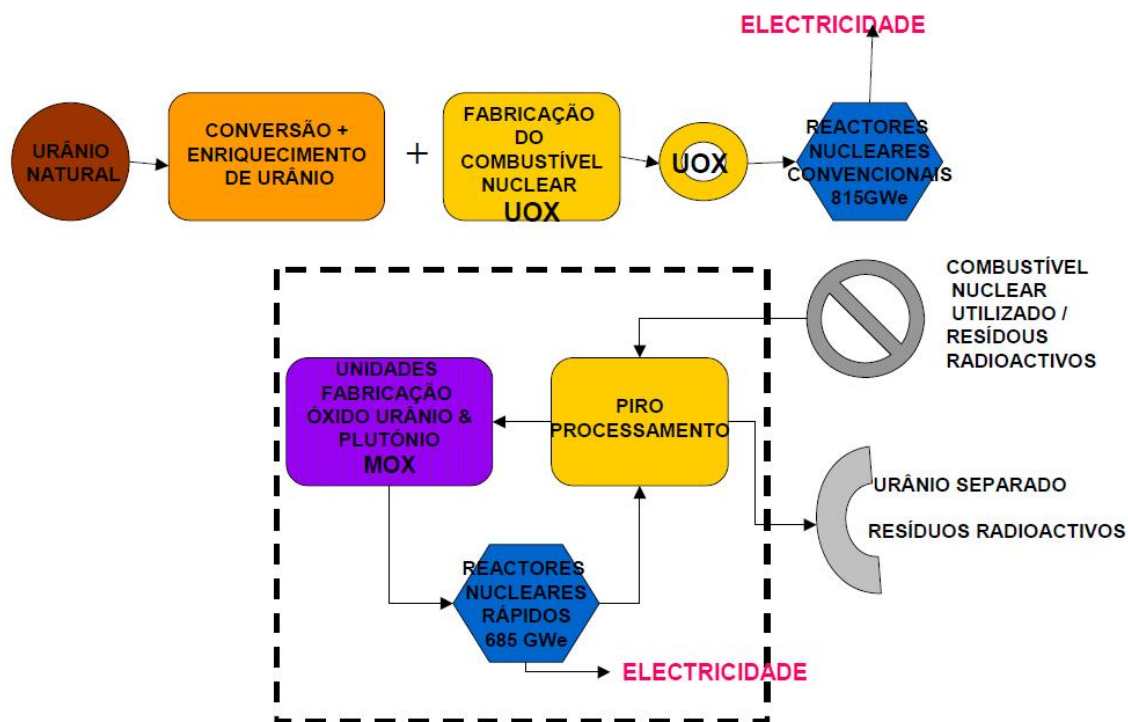 ELECTRICIDADE
URÂNIO
NATURAL
CONVERSÃO +
ENRIQUECIMENTO
DE URÂNIO
+
FABRICAÇÃO
DO
COMBUSTÍVEL
NUCLEAR
UOX
UOX
REACTORES
NUCLEARES
CONVENCIONAIS
815GWe
COMBUSTÍVEL
NUCLEAR
UTILIZADO /
RESÍDOUS
RADIOACTIVOS
UNIDADES
FABRICAÇÃO
ÓXIDO URÂNIO &
PLUTÓNIO
MOX
PIRO
PROCESSAMENTO
URÂNIO SEPARADO
RESÍDUOS RADIOACTIVOS
REACTORES
NUCLEARES
RÁPIDOS
685 GWe
ELECTRICIDADE